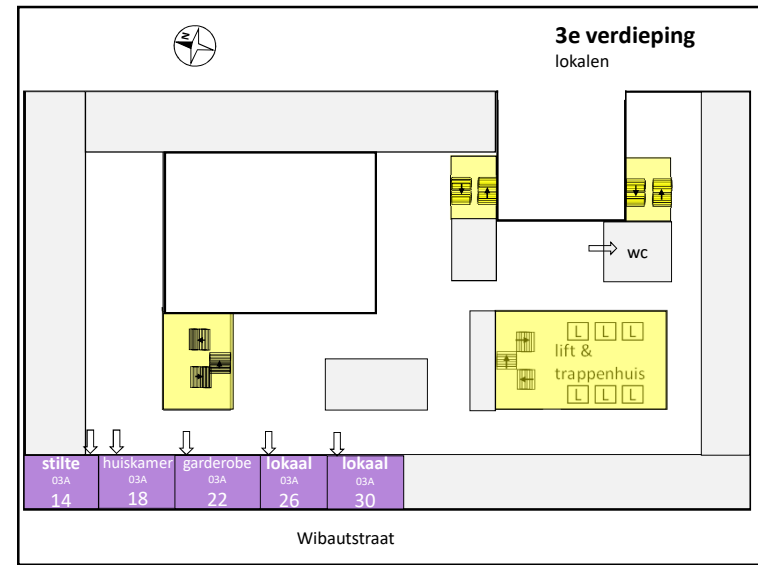 N
3e verdieping
lokalen
wc
L L L
lift &
trappenhuis
L L L
stilte
03A
14
huiskamer
03A
18
garderobe
03A
22
lokaal
03A
26
lokaal
03A
30
Wibautstraat